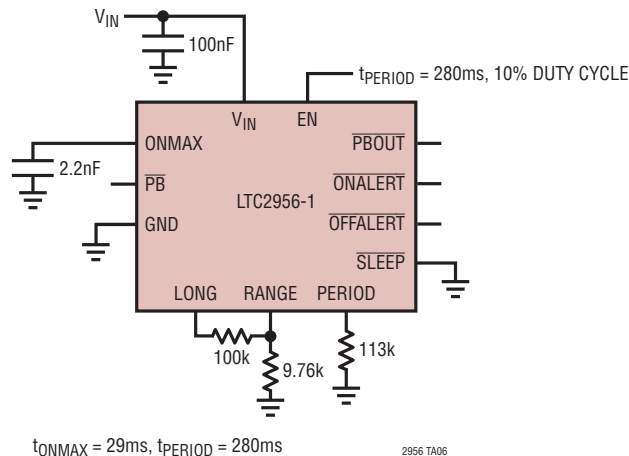 VIN
100nF
tPERIOD = 280ms, 10% DUTY CYCLE
VIN EN
ONMAX PBOUT
2.2nF
PB ONALERT
LTC2956-1
GND OFFALERT
SLEEP
LONG RANGE PERIOD
100k 113k
9.76k
tONMAX = 29ms, tPERIOD = 280ms
2956 TA06